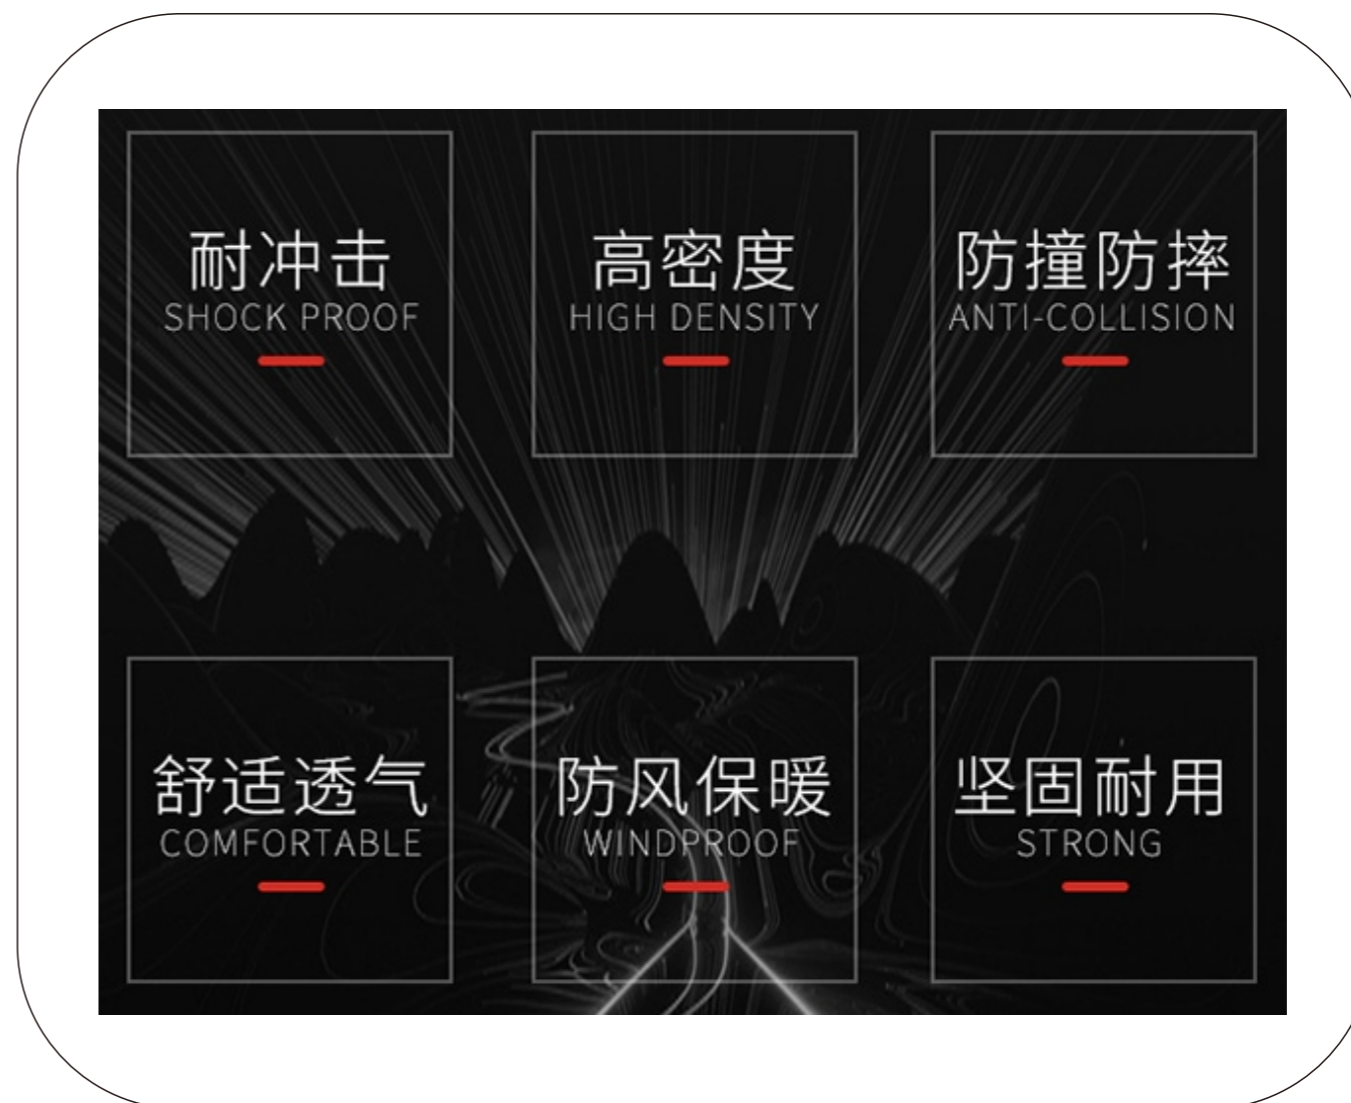 耐冲击
SHOCK PROOF
高密度
HIGH DENSITY
防撞防摔
ANTI-COLLISION
舒适透气
COMFORTABLE
防风保暖
WINDPROOF
坚固耐用
STRONG